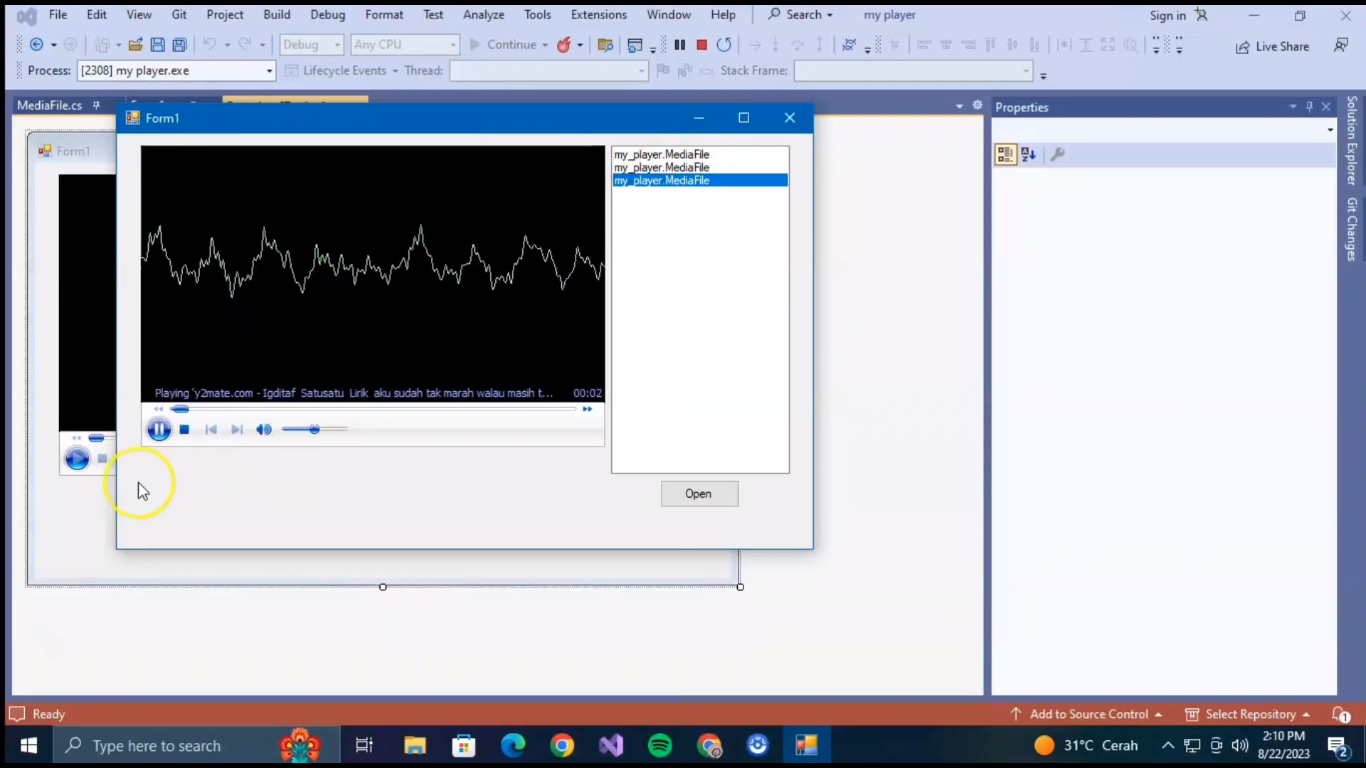 File Edit View Git Project Build Debug Format Test Analyze Tools Extensions Window Help Search my player Sign in
Debug Any CPU Continue Live Share
Process: [2308] my player.exe Lifecycle Events Thread: Stack Frame:
MediaFile.cs
Properties
Form1
Form1
my_player.MediaFile
my_player.MediaFile
my_player.MediaFile
Playing 'y2mate.com - Igditaf Satusatu Lirik aku sudah tak marah walau masih t... 00:02
Open
Solution Explorer
Git Changes
Ready Add to Source Control Select Repository 1
Type here to search 31°C Cerah 2:10 PM
8/22/2023 2